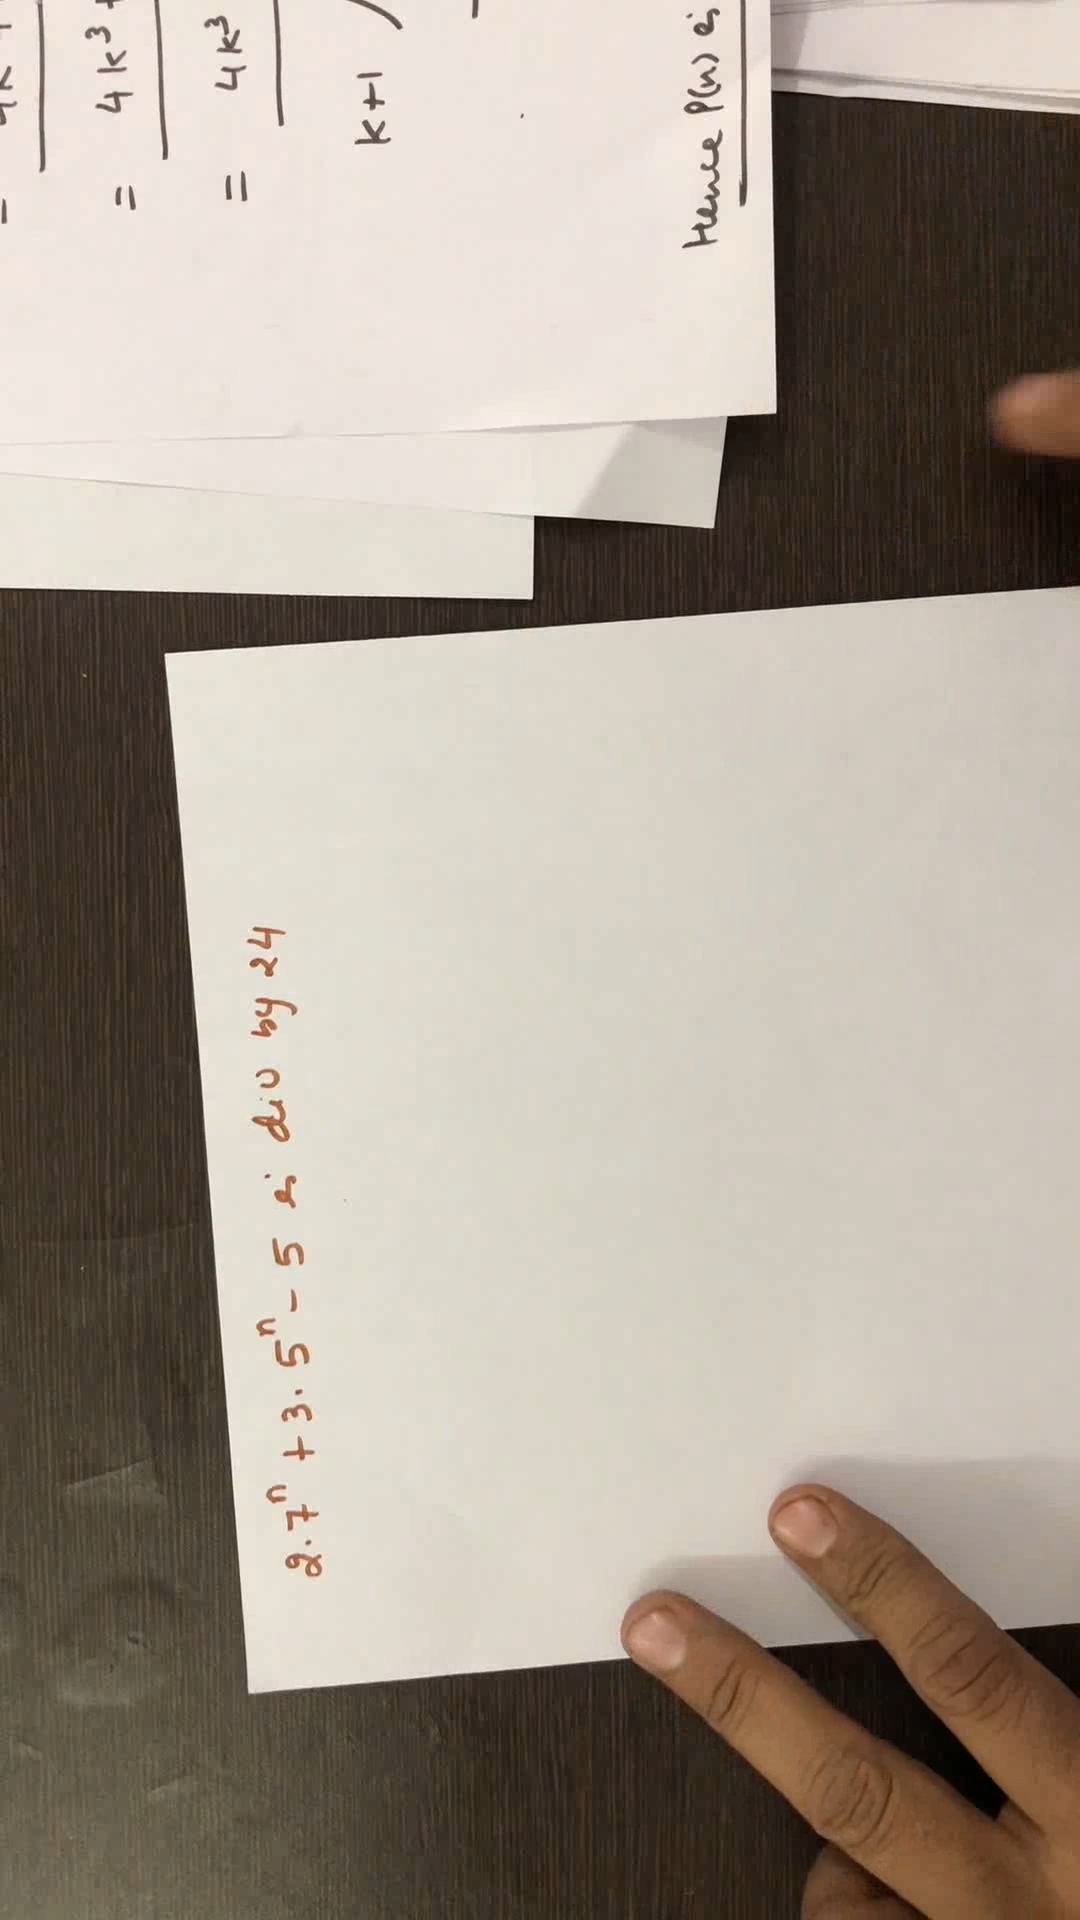 4k³+
= 4k³
=
k+1
Hence P(n) is
2.7ⁿ + 3.5ⁿ - 5 is div by 24